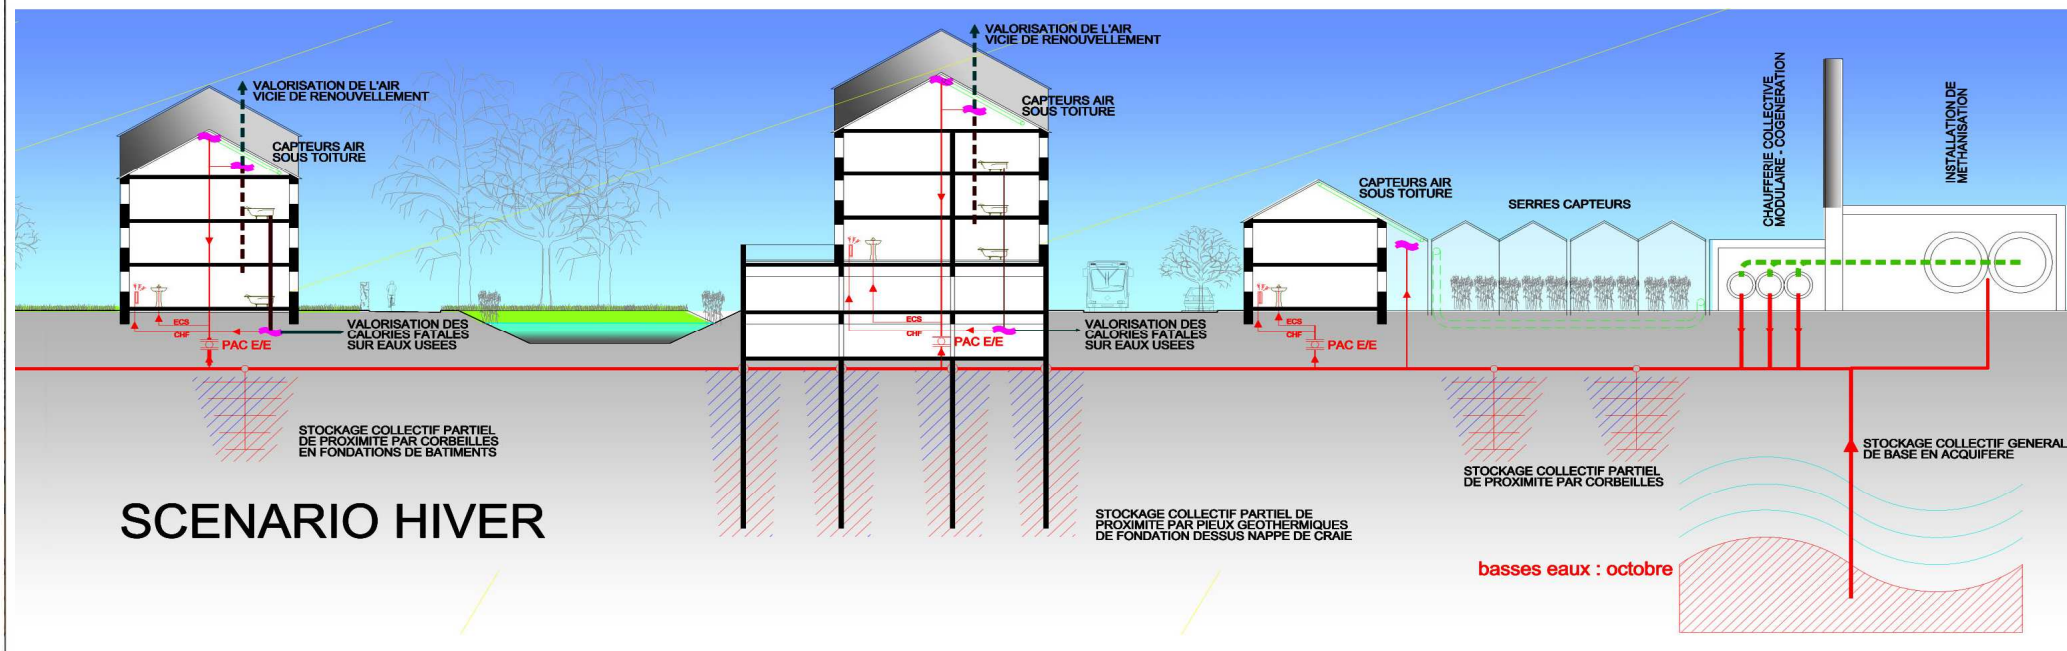 VALORISATION DE L'AIR
VICIE DE RENOUVELLEMENT
CAPTEURS AIR
SOUS TOITURE
ECS
CHF
PAC E/E
VALORISATION DES
CALORIES FATALES
SUR EAUX USEES
STOCKAGE COLLECTIF PARTIEL
DE PROXIMITE PAR CORBEILLES
EN FONDATIONS DE BATIMENTS
SCENARIO HIVER
VALORISATION DE L'AIR
VICIE DE RENOUVELLEMENT
CAPTEURS AIR
SOUS TOITURE
ECS
CHF
PAC E/E
VALORISATION DES
CALORIES FATALES
SUR EAUX USEES
STOCKAGE COLLECTIF PARTIEL DE
PROXIMITE PAR PIEUX GEOTHERMIQUES
DE FONDATION DESSUS NAPPE DE CRAIE
CAPTEURS AIR
SOUS TOITURE
ECS
CHF
PAC E/E
SERRES CAPTEURS
STOCKAGE COLLECTIF PARTIEL
DE PROXIMITE PAR CORBEILLES
CHAUFFERIE COLLECTIVE
MODULAIRE - COGENERATION
INSTALLATION DE
METHANISATION
STOCKAGE COLLECTIF GENERAL
DE BASE EN ACQUIFERE
basses eaux : octobre